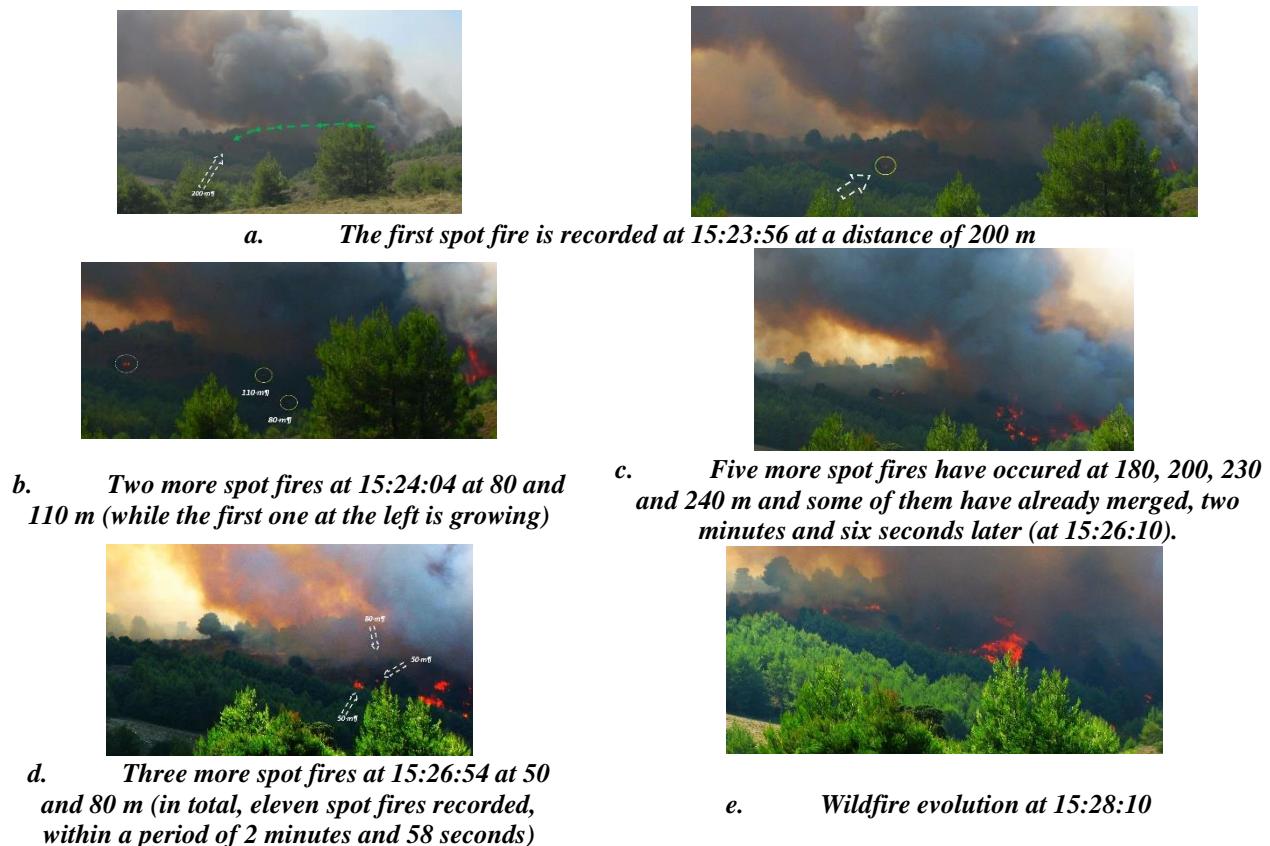 200·m¶
a. The first spot fire is recorded at 15:23:56 at a distance of 200 m
110·m¶
80·m¶
b. Two more spot fires at 15:24:04 at 80 and
110 m (while the first one at the left is growing)
c. Five more spot fires have occured at 180, 200, 230
and 240 m and some of them have already merged, two
minutes and six seconds later (at 15:26:10).
80·m¶
50·m¶
50·m¶
d. Three more spot fires at 15:26:54 at 50
and 80 m (in total, eleven spot fires recorded,
within a period of 2 minutes and 58 seconds)
e. Wildfire evolution at 15:28:10